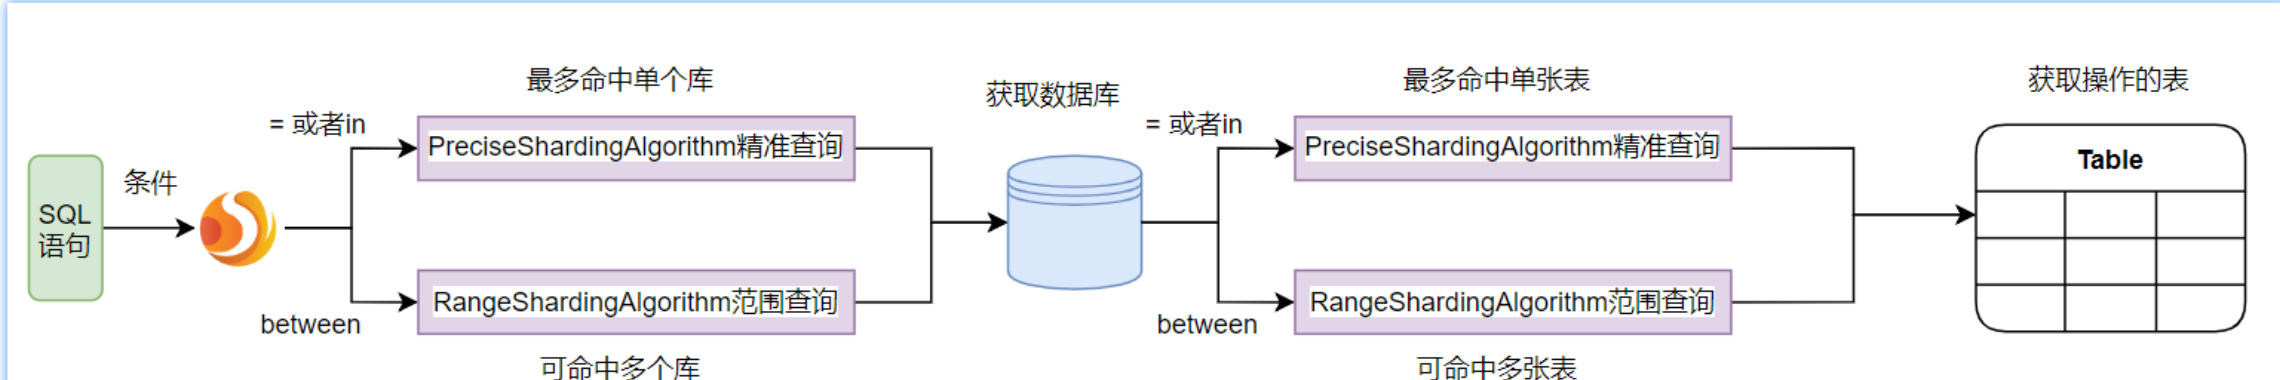 SQL
语句
条件
= 或者in
最多命中单个库
PreciseShardingAlgorithm精准查询
between
RangeShardingAlgorithm范围查询
可命中多个库
获取数据库
= 或者in
最多命中单张表
PreciseShardingAlgorithm精准查询
between
RangeShardingAlgorithm范围查询
可命中多张表
获取操作的表
Table